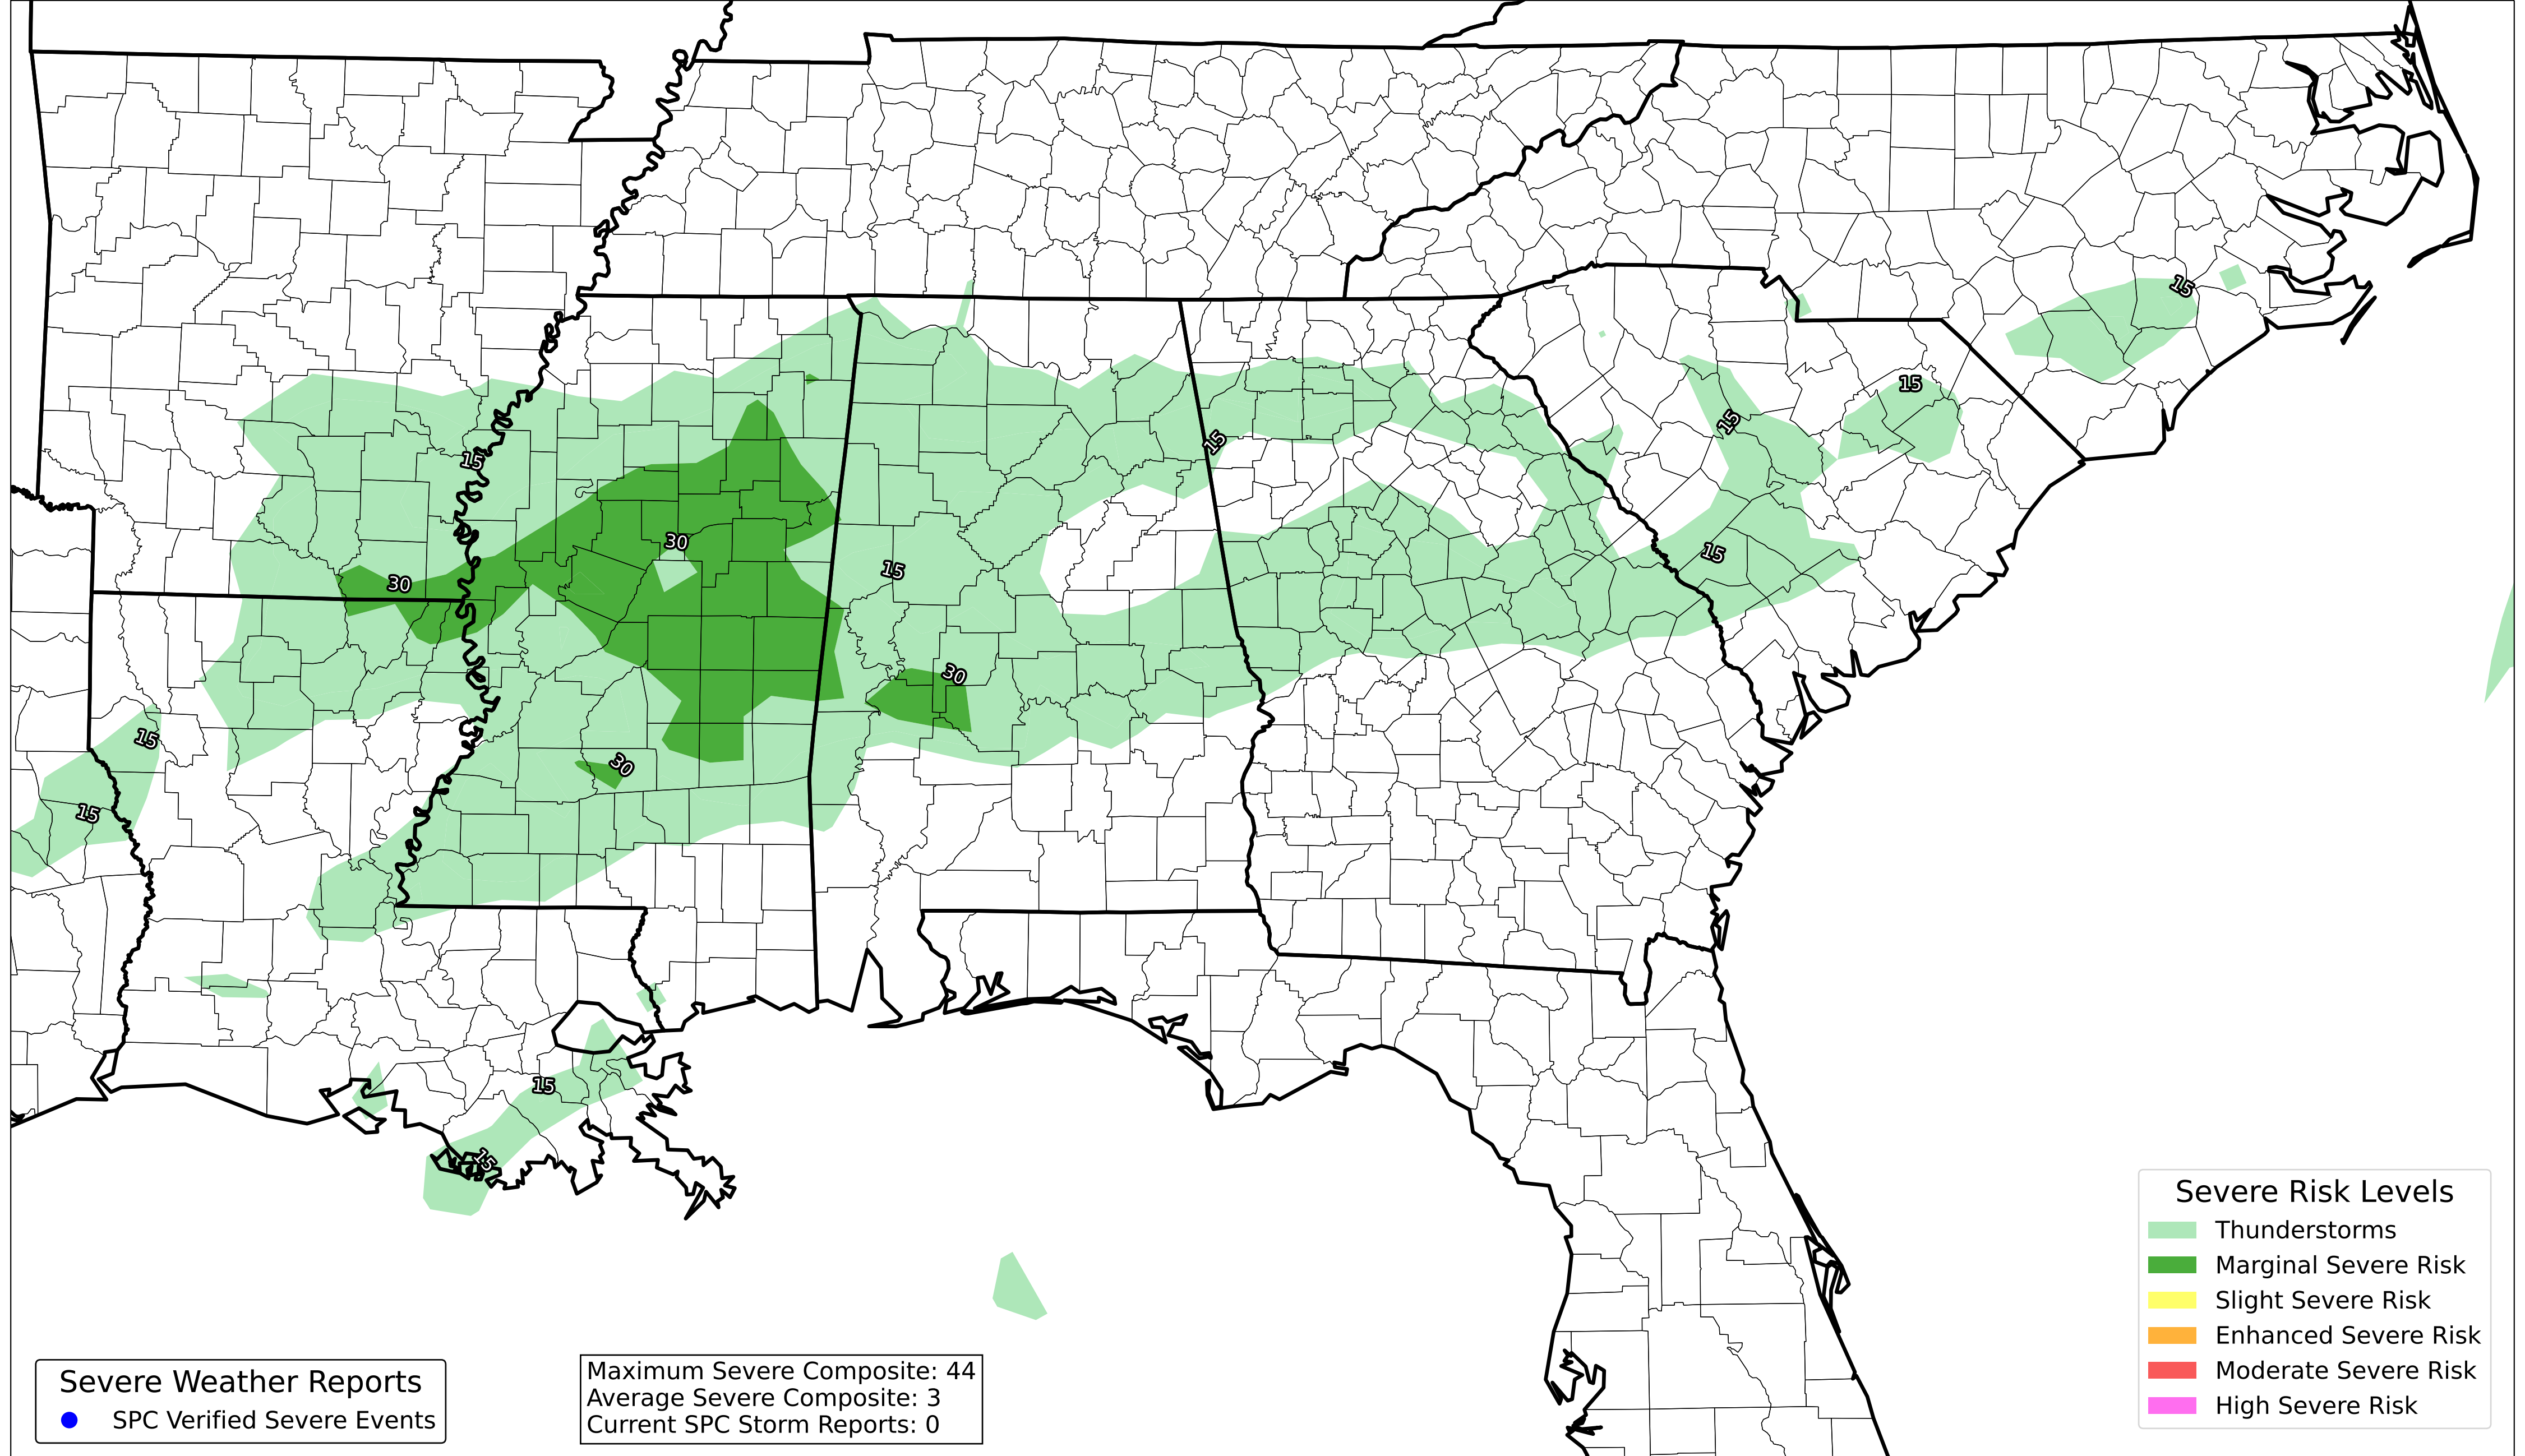 15
15
15
30
15
15
15
30
15
15
30
30
15
15
15
15
Severe Risk Levels
Thunderstorms
Marginal Severe Risk
Slight Severe Risk
Enhanced Severe Risk
Moderate Severe Risk
High Severe Risk
Severe Weather Reports
SPC Verified Severe Events
Maximum Severe Composite: 44
Average Severe Composite: 3
Current SPC Storm Reports: 0